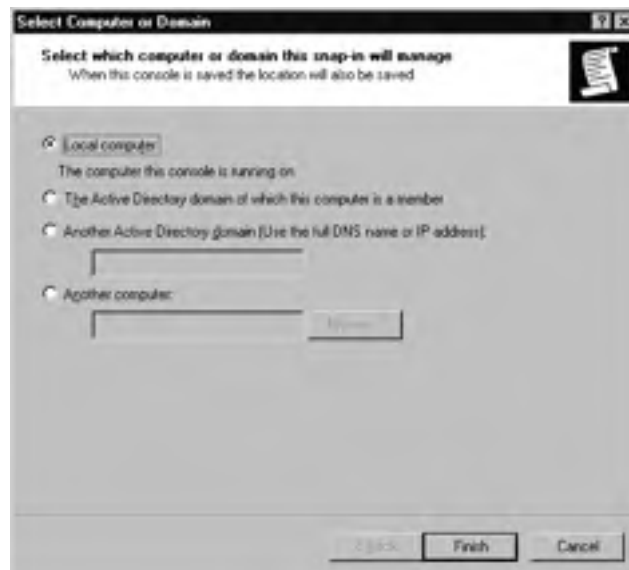 Select Computer or Domain
Select which computer or domain this snap-in will manage
When this console is saved the location will also be saved
Local computer
The computer this console is running on
The Active Directory domain of which this computer is a member
Another Active Directory domain (Use the full DNS name or IP address):
Another computer:
Finish Cancel